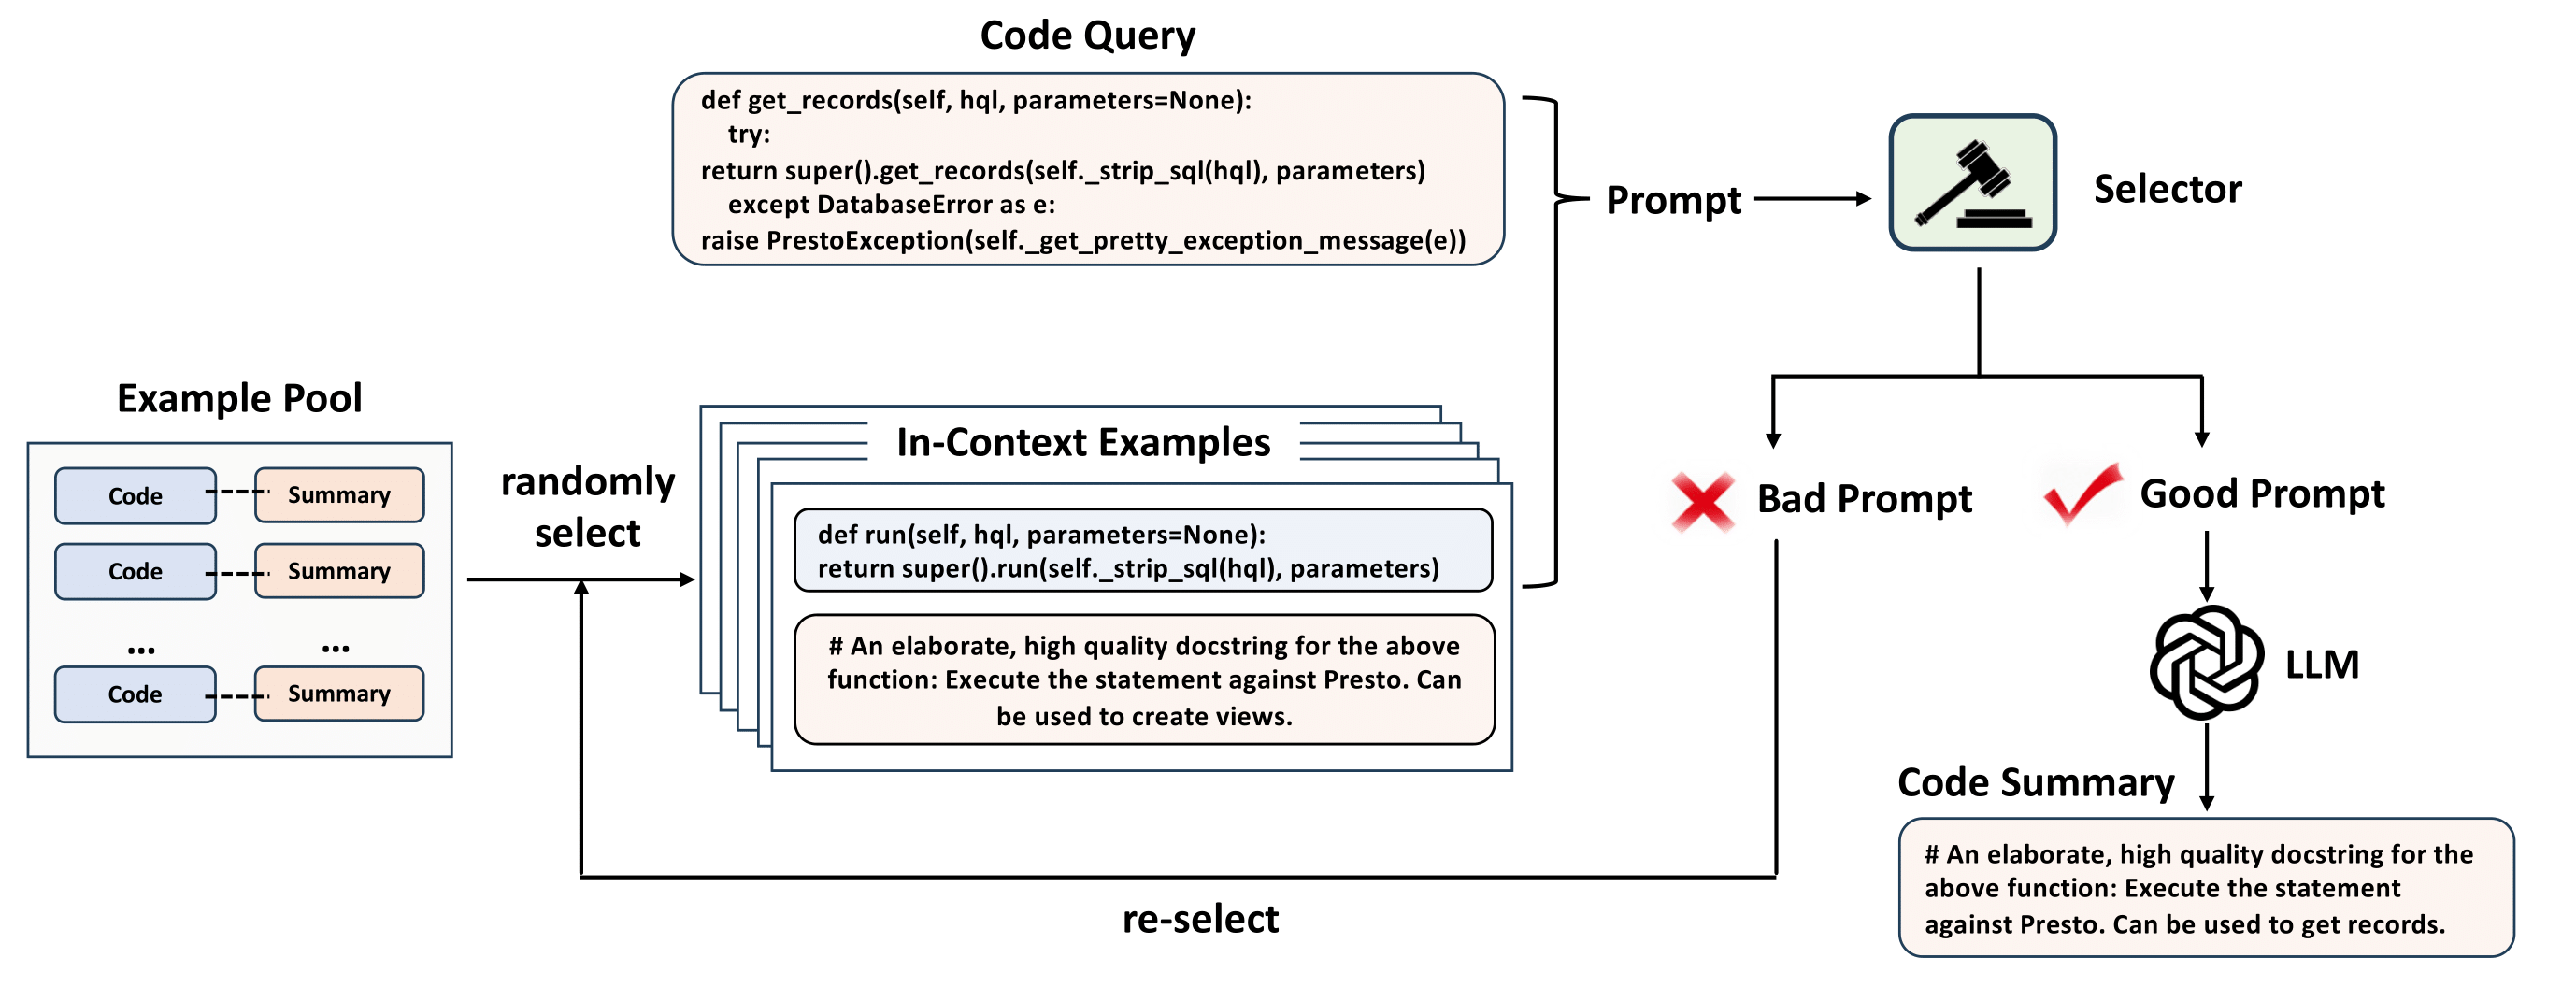 Code Query
def get_records(self, hql, parameters=None):
try:
return super().get_records(self._strip_sql(hql), parameters)
except DatabaseError as e:
raise PrestoException(self._get_pretty_exception_message(e))
Prompt
Selector
Example Pool
Code
Summary
Code
Summary
...
...
Code
Summary
randomly
select
In-Context Examples
def run(self, hql, parameters=None):
return super().run(self._strip_sql(hql), parameters)
# An elaborate, high quality docstring for the above
function: Execute the statement against Presto. Can
be used to create views.
Bad Prompt
Good Prompt
LLM
Code Summary
# An elaborate, high quality docstring for the
above function: Execute the statement
against Presto. Can be used to get records.
re-select